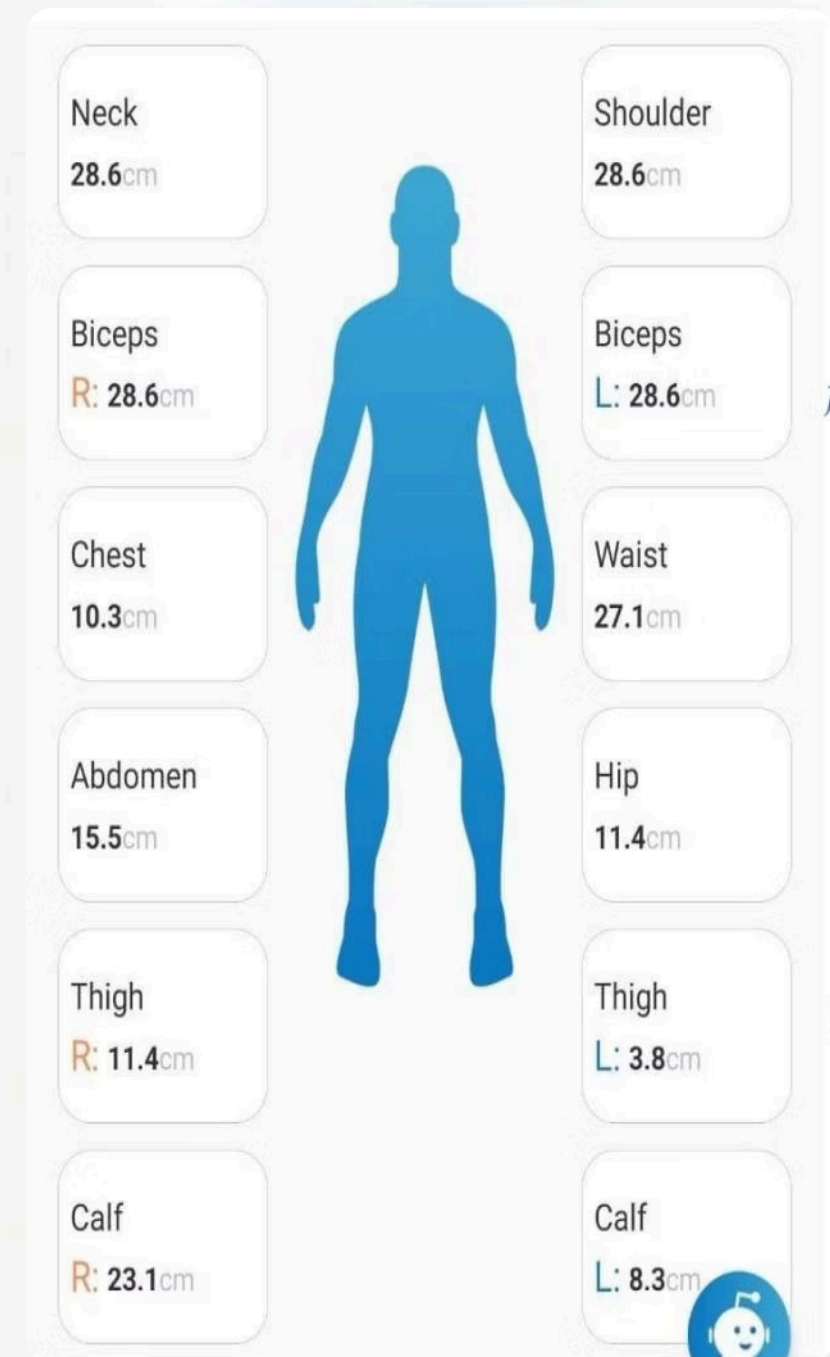 Neck
28.6cm
Shoulder
28.6cm
Biceps
R: 28.6cm
Biceps
L: 28.6cm
Chest
10.3cm
Waist
27.1cm
Abdomen
15.5cm
Hip
11.4cm
Thigh
R: 11.4cm
Thigh
L: 3.8cm
Calf
R: 23.1cm
Calf
L: 8.3cm